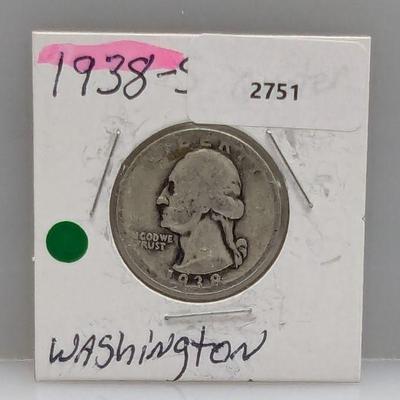 1938-S
2751
LIBERTY
IN GOD WE
TRUST
1938
WAShingtoN